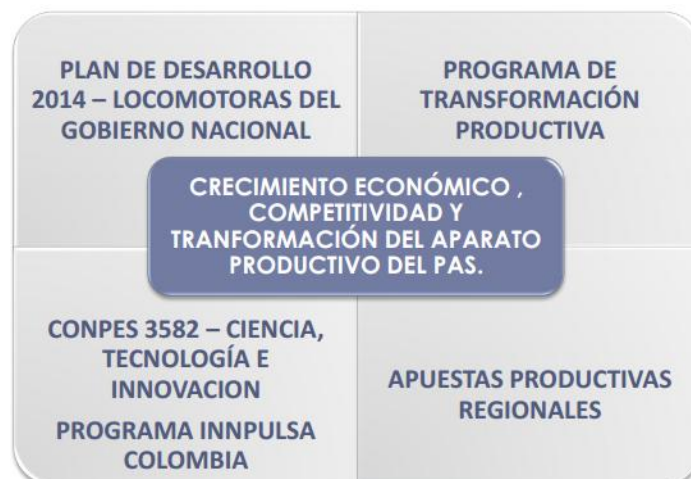 PLAN DE DESARROLLO
2014 – LOCOMOTORAS DEL
GOBIERNO NACIONAL
PROGRAMA DE
TRANSFORMACIÓN
PRODUCTIVA
CRECIMIENTO ECONÓMICO ,
COMPETITIVIDAD Y
TRANFORMACIÓN DEL APARATO
PRODUCTIVO DEL PAS.
CONPES 3582 – CIENCIA,
TECNOLOGÍA E
INNOVACION
PROGRAMA INNPULSA
COLOMBIA
APUESTAS PRODUCTIVAS
REGIONALES